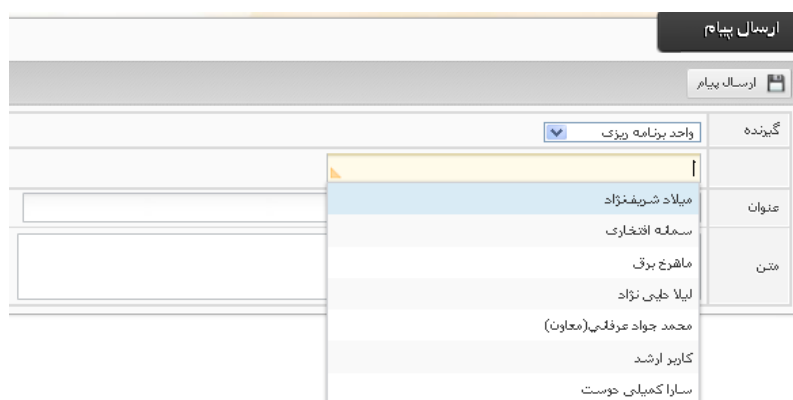 ارسال پیام
ارسال پیام
گیرنده
واحد برنامه ریزی
ا
میلاد شریفنژاد
عنوان
سمانه افتخاری
ماهرخ برق
متن
لیلا دایی نژاد
محمد جواد عرفانی(معاون)
کاربر ارشد
سارا کمیلی دوست